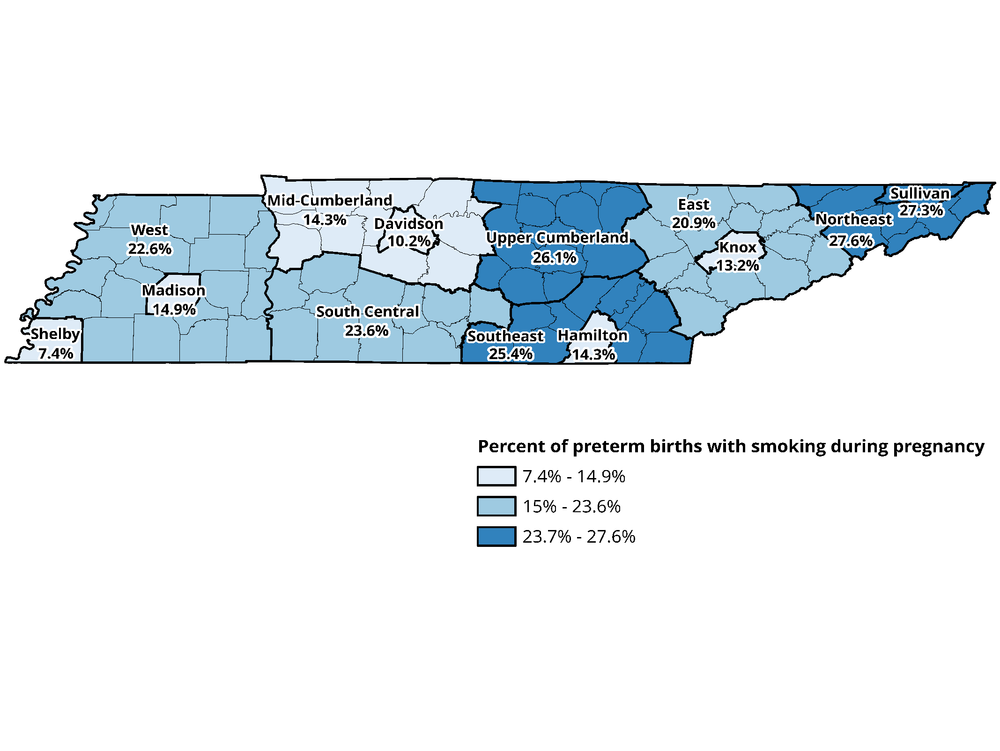 Mid-Cumberland
14.3%
Davidson
10.2%
West
22.6%
Madison
14.9%
Shelby
7.4%
South Central
23.6%
Upper Cumberland
26.1%
Southeast
25.4%
Hamilton
14.3%
East
20.9%
Knox
13.2%
Sullivan
27.3%
Northeast
27.6%
Percent of preterm births with smoking during pregnancy
7.4% - 14.9%
15% - 23.6%
23.7% - 27.6%